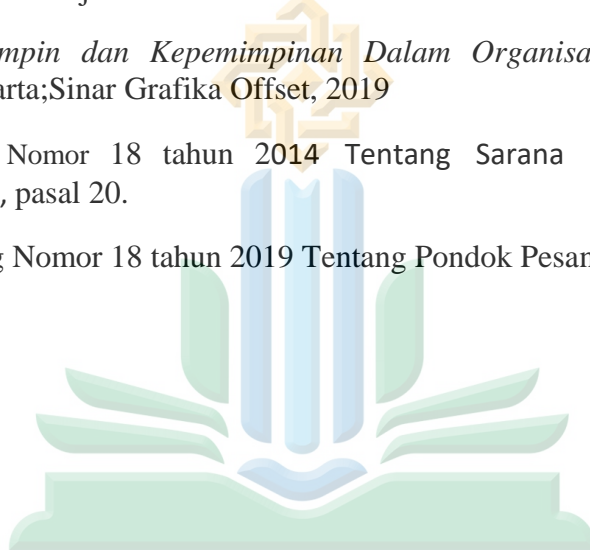 mpin dan Kepemimpinan Dalam Organisa
arta;Sinar Grafika Offset, 2019
Nomor 18 tahun 2014 Tentang Sarana
, pasal 20.
g Nomor 18 tahun 2019 Tentang Pondok Pesan